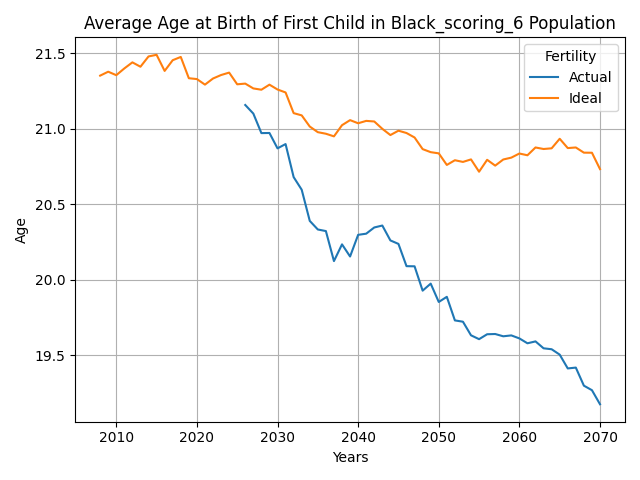 Average Age at Birth of First Child in Black_scoring_6 Population
Fertility
Actual
Ideal
Age
21.5
21.0
20.5
20.0
19.5
2010 2020 2030 2040 2050 2060 2070
Years